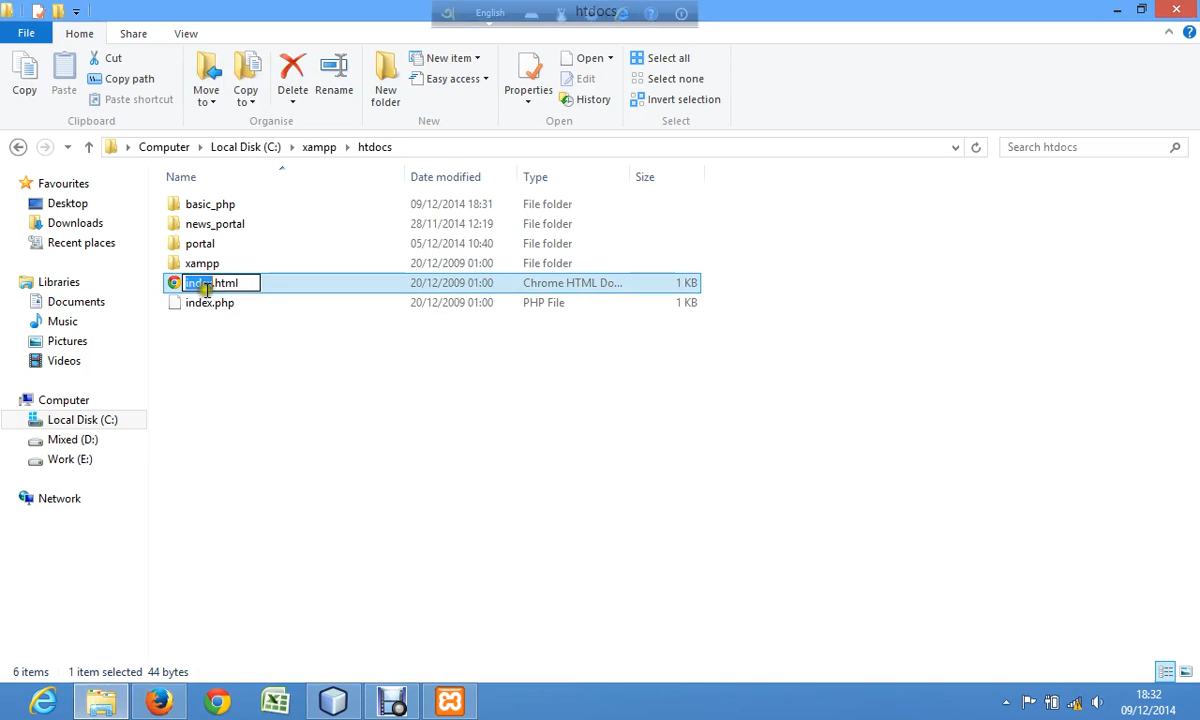 English
htdocs
File Home Share View
Copy
Paste
Cut
Copy path
Paste shortcut
Clipboard
Move to
Copy to
Delete
Rename
Organise
New folder
New item
Easy access
New
Properties
Open
Edit
History
Open
Select all
Select none
Invert selection
Select
Computer Local Disk (C:) xampp htdocs
Search htdocs
Favourites
Desktop
Downloads
Recent places
Libraries
Documents
Music
Pictures
Videos
Computer
Local Disk (C:)
Mixed (D:)
Work (E:)
Network
Name Date modified Type Size
basic_php 09/12/2014 18:31 File folder
news_portal 28/11/2014 12:19 File folder
portal 05/12/2014 10:40 File folder
xampp 20/12/2009 01:00 File folder
index.html 20/12/2009 01:00 Chrome HTML Do... 1 KB
index.php 20/12/2009 01:00 PHP File 1 KB
6 items 1 item selected 44 bytes
18:32
09/12/2014